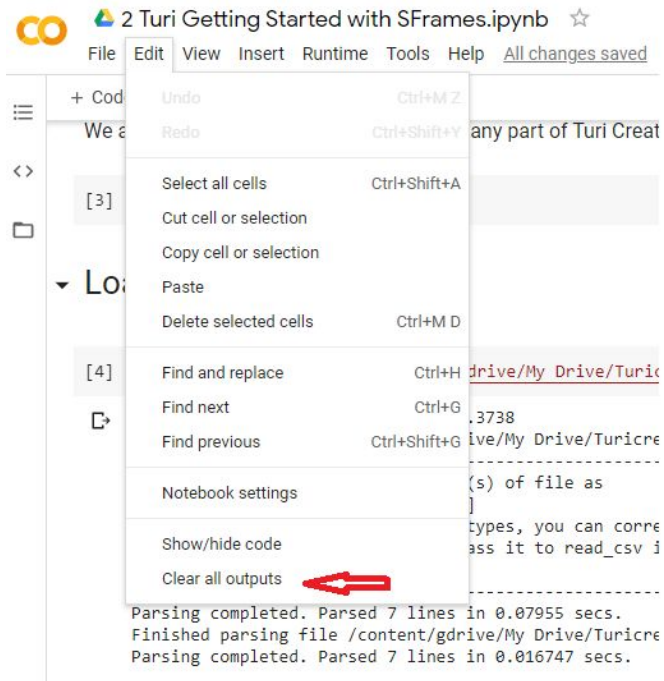 2 Turi Getting Started with SFrames.ipynb
File Edit View Insert Runtime Tools Help All changes saved
+ Cod
Undo Ctrl+M Z
Redo Ctrl+Shift+Y
We a any part of Turi Creat
Select all cells Ctrl+Shift+A
[3]
Cut cell or selection
Copy cell or selection
Loa
Paste
Delete selected cells Ctrl+M D
[4]
Find and replace Ctrl+H
drive/My Drive/Turic
Find next Ctrl+G
.3738
Find previous Ctrl+Shift+G
ive/My Drive/Turicre
------------------------
Notebook settings
(s) of file as
]
types, you can corre
Show/hide code
ass it to read_csv i
Clear all outputs
------------------------
Parsing completed. Parsed 7 lines in 0.07955 secs.
Finished parsing file /content/gdrive/My Drive/Turicre
Parsing completed. Parsed 7 lines in 0.016747 secs.